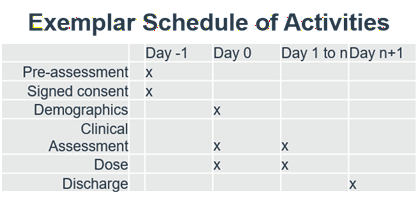 Exemplar Schedule of Activities
Day -1 Day 0 Day 1 to n Day n+1
Pre-assessment x
Signed consent x
Demographics x
Clinical
Assessment x x
Dose x x
Discharge x